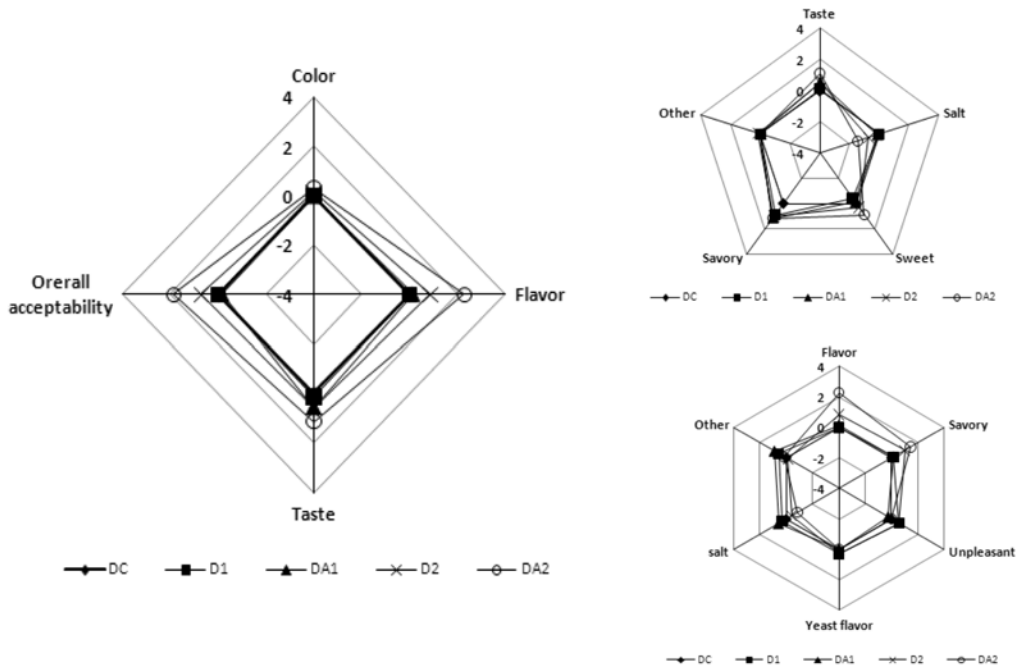 Color
4
2
0
-2
-4
Orerall
acceptability
Flavor
Taste
DC D1 DA1 D2 DA2
Taste
4
2
0
-2
-4
Other
Salt
Savory
Sweet
DC D1 DA1 D2 DA2
Flavor
4
2
0
-2
-4
Other
Savory
salt
Unpleasant
Yeast flavor
DC D1 DA1 D2 DA2